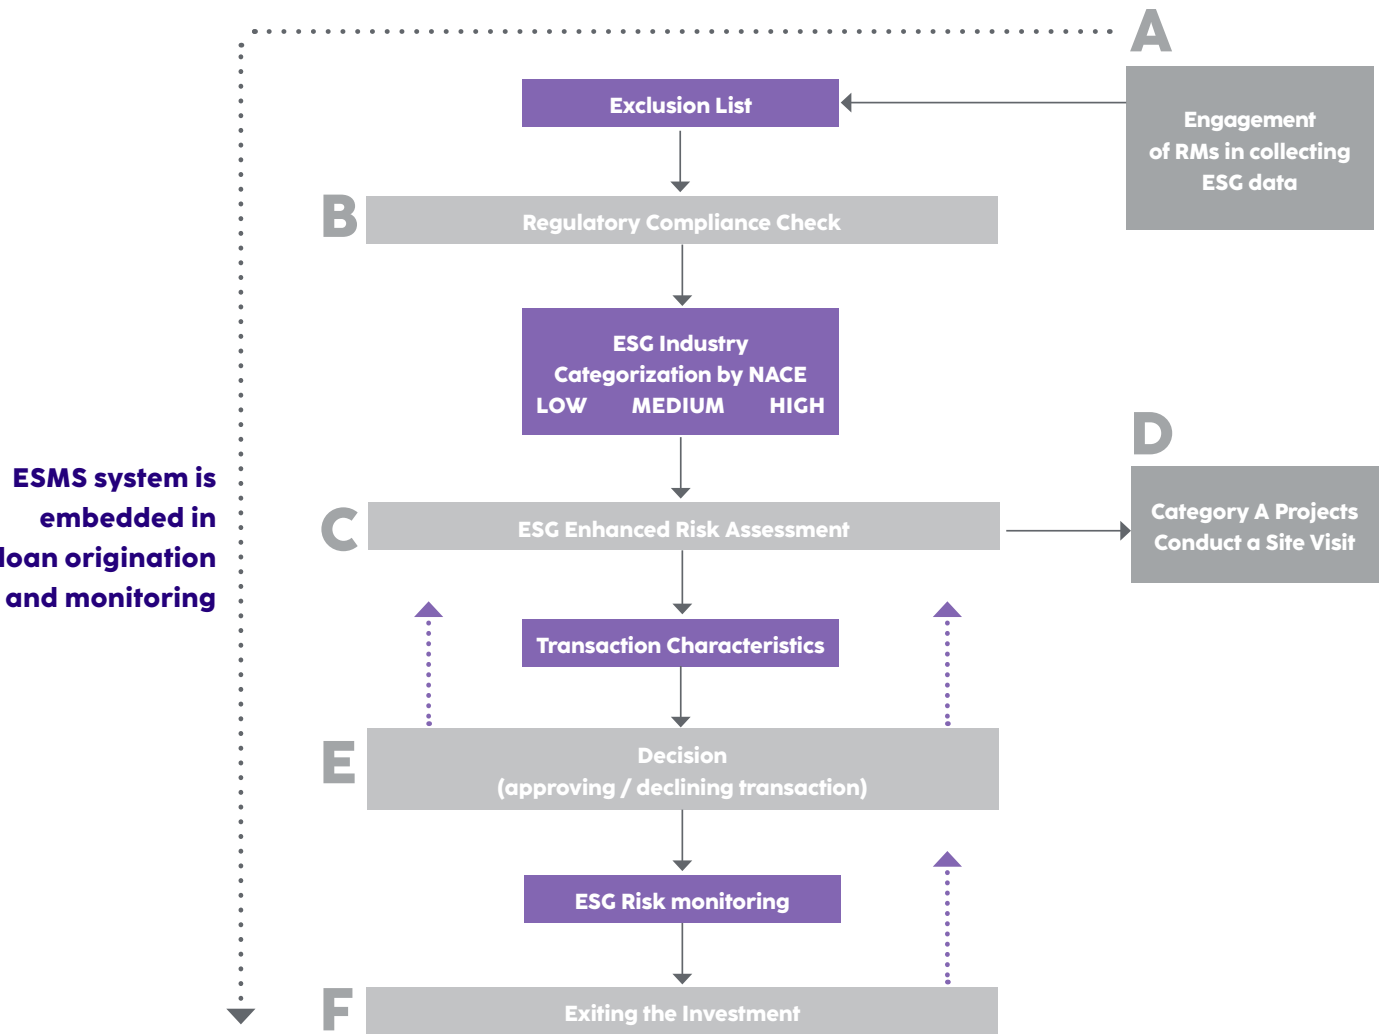 A
Exclusion List
Engagement
of RMs in collecting
ESG data
B
Regulatory Compliance Check
ESG Industry
Categorization by NACE
LOW MEDIUM HIGH
D
ESMS system is
embedded in
loan origination
and monitoring
C
ESG Enhanced Risk Assessment
Category A Projects
Conduct a Site Visit
Transaction Characteristics
E
Decision
(approving / declining transaction)
ESG Risk monitoring
F
Exiting the Investment